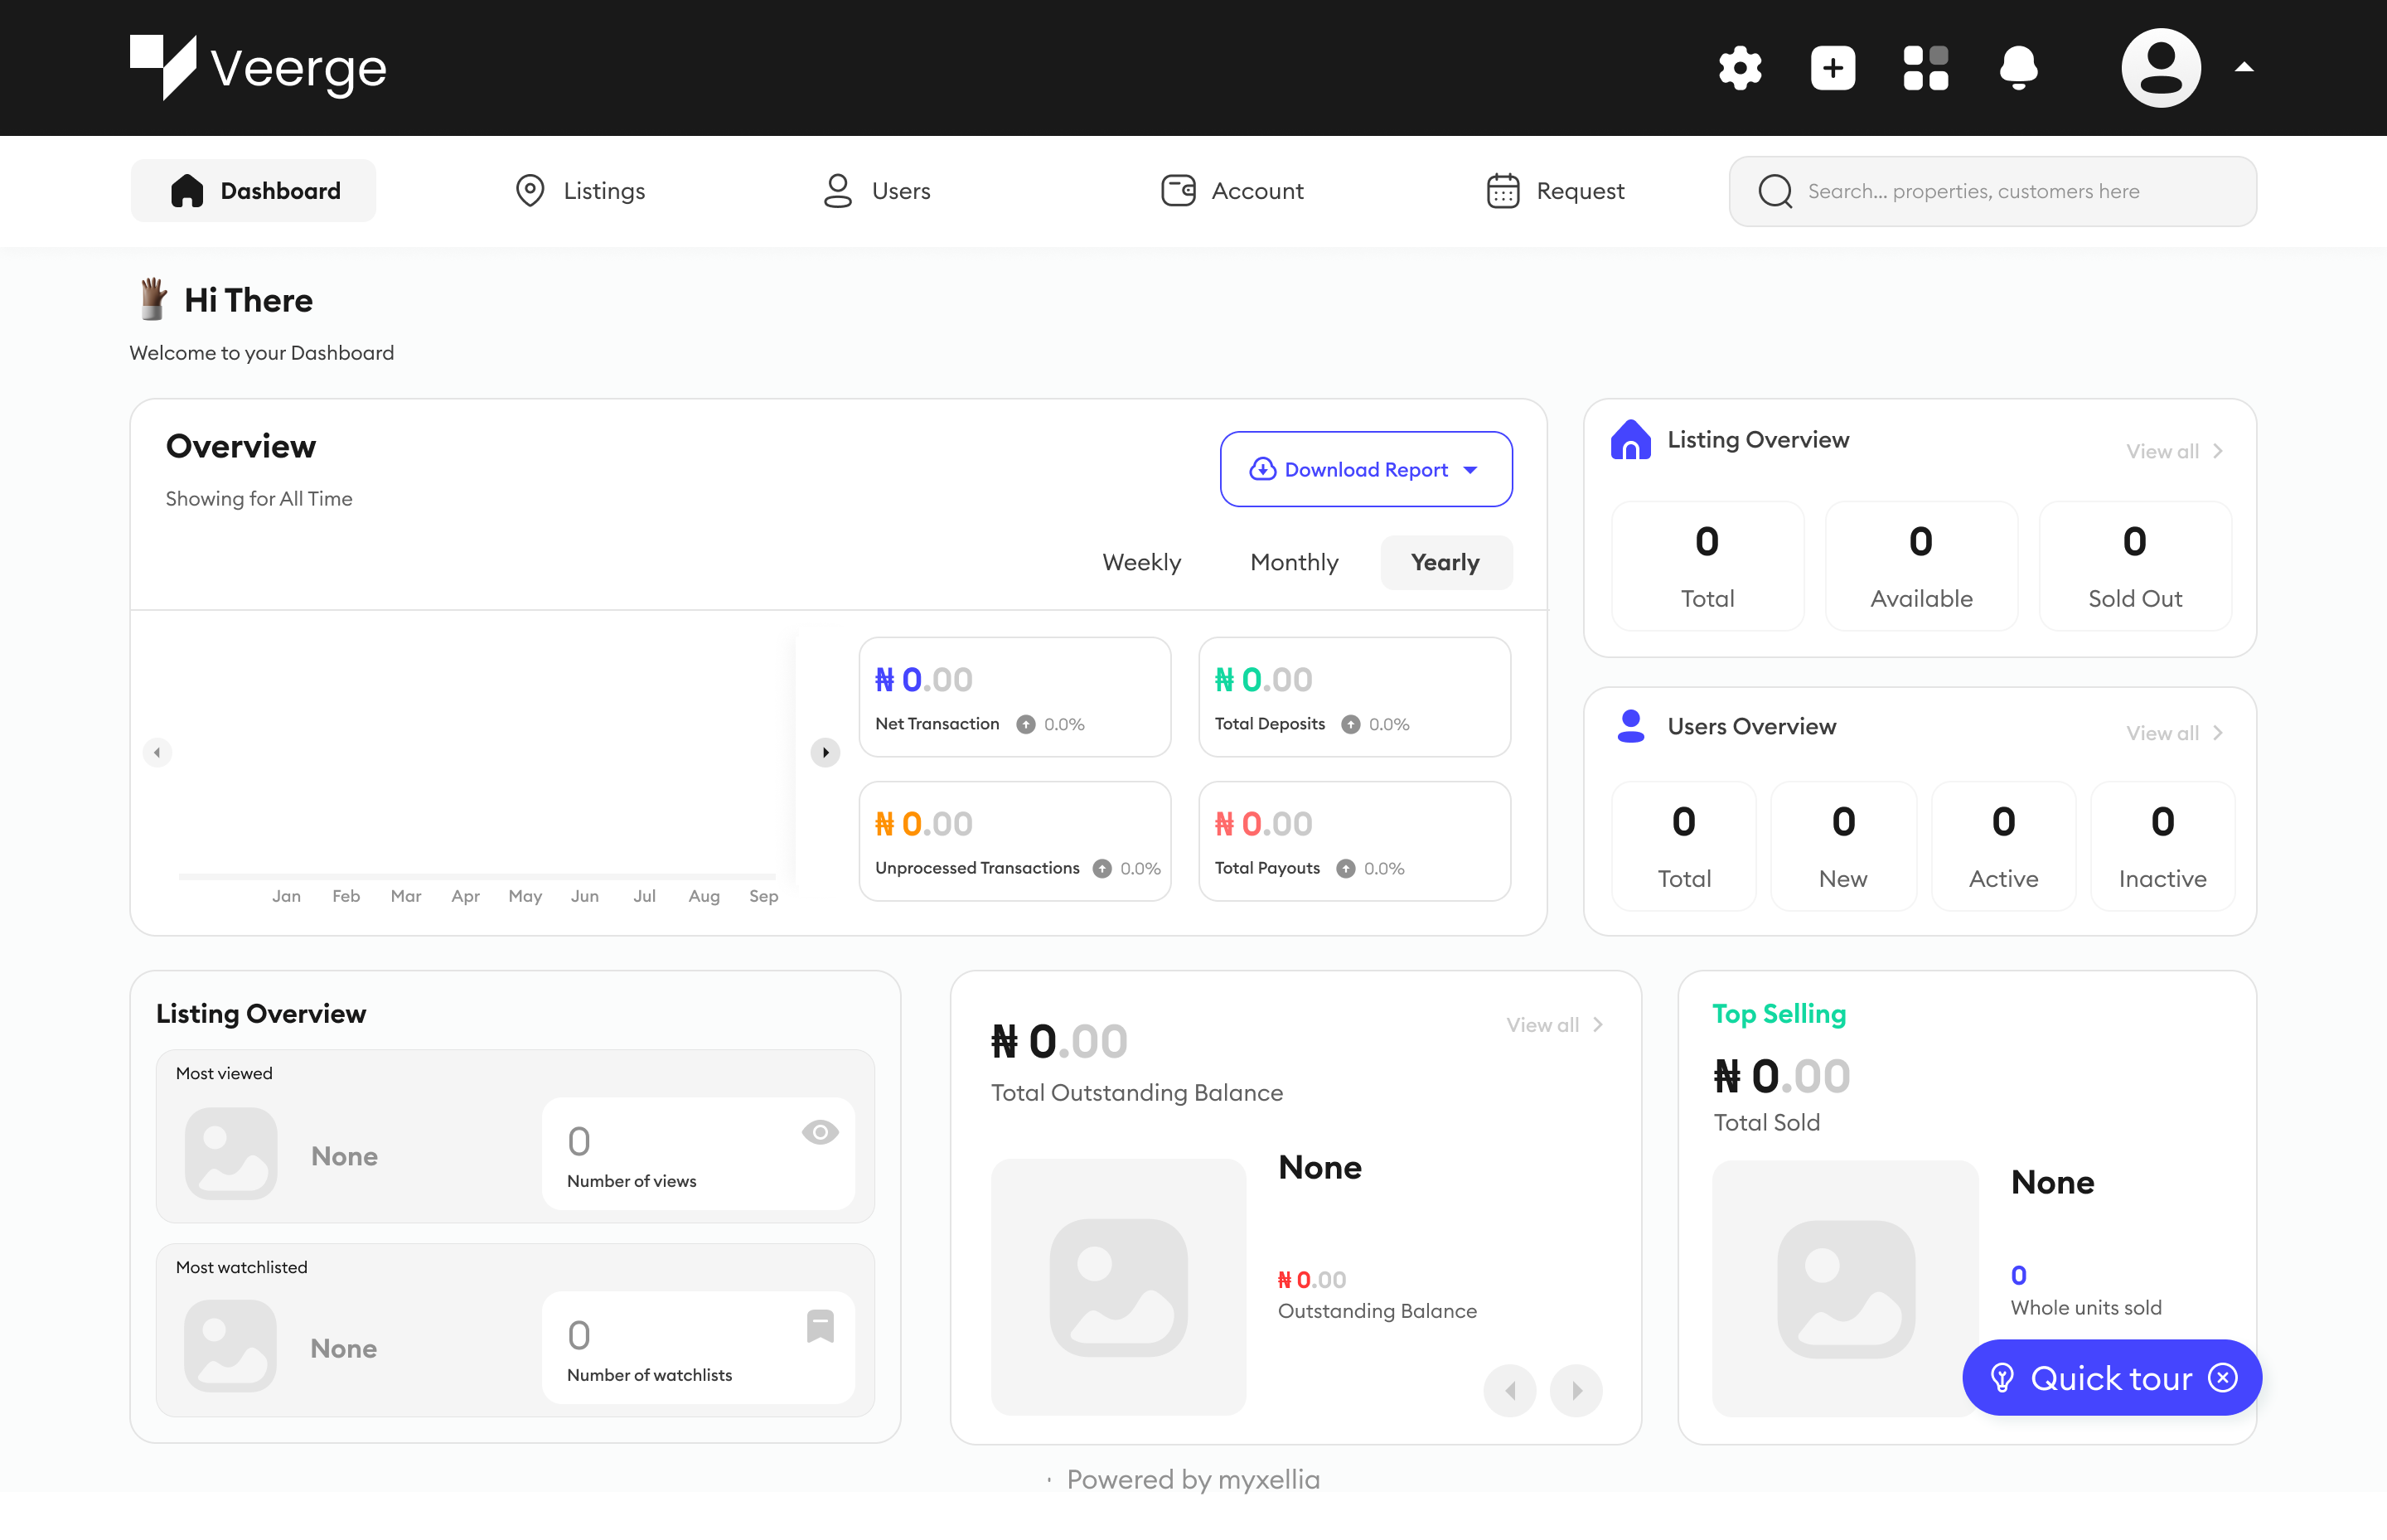 Veerge
Dashboard
Listings
Users
Account
Request
Search... properties, customers here
Hi There
Welcome to your Dashboard
Overview
Showing for All Time
Download Report
Weekly
Monthly
Yearly
Jan Feb Mar Apr May Jun Jul Aug Sep
₦ 0.00
Net Transaction 0.0%
₦ 0.00
Total Deposits 0.0%
₦ 0.00
Unprocessed Transactions 0.0%
₦ 0.00
Total Payouts 0.0%
Listing Overview
View all
0
Total
0
Available
0
Sold Out
Users Overview
View all
0
Total
0
New
0
Active
0
Inactive
Listing Overview
Most viewed
None
0
Number of views
Most watchlisted
None
0
Number of watchlists
₦ 0.00
View all
Total Outstanding Balance
None
₦ 0.00
Outstanding Balance
Top Selling
₦ 0.00
Total Sold
None
0
Whole units sold
Quick tour
· Powered by myxellia